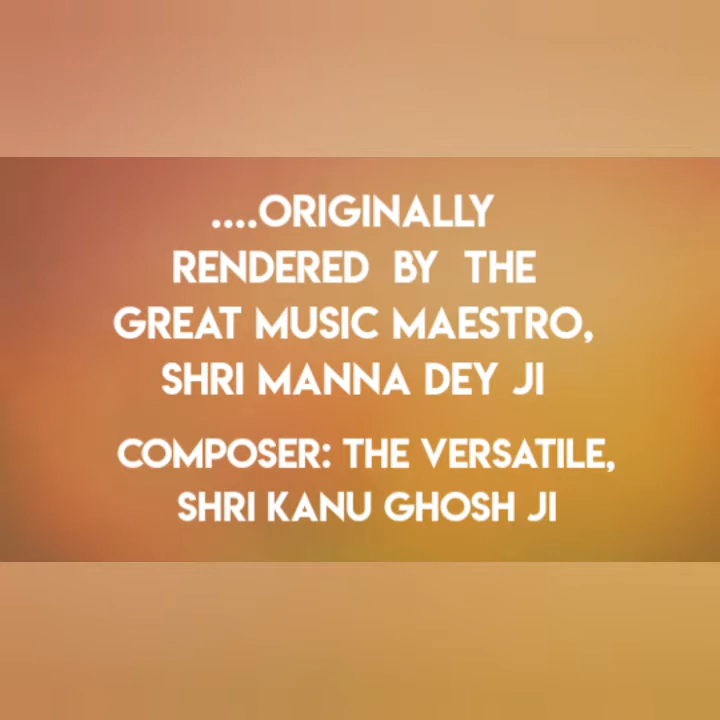 ....ORIGINALLY
RENDERED BY THE
GREAT MUSIC MAESTRO,
SHRI MANNA DEY JI
COMPOSER: THE VERSATILE,
SHRI KANU GHOSH JI